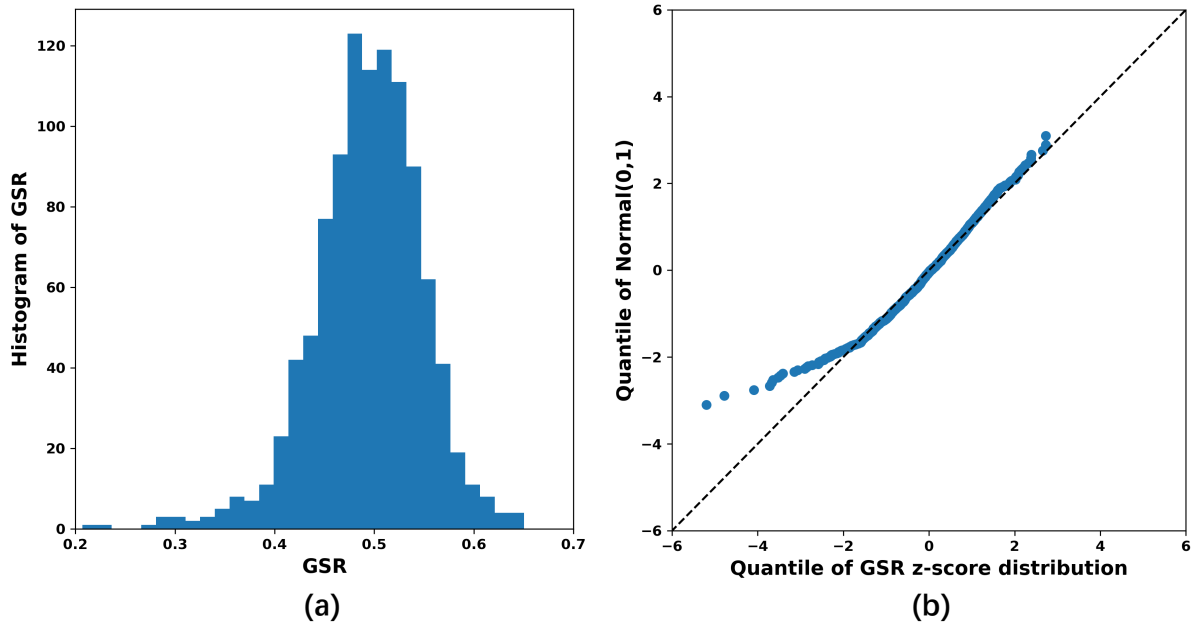 120
100
80
60
40
20
0
Histogram of GSR
0.2 0.3 0.4 0.5 0.6 0.7
GSR
(a)
6
4
2
0
−2
−4
−6
Quantile of Normal(0,1)
−6 −4 −2 0 2 4 6
Quantile of GSR z-score distribution
(b)